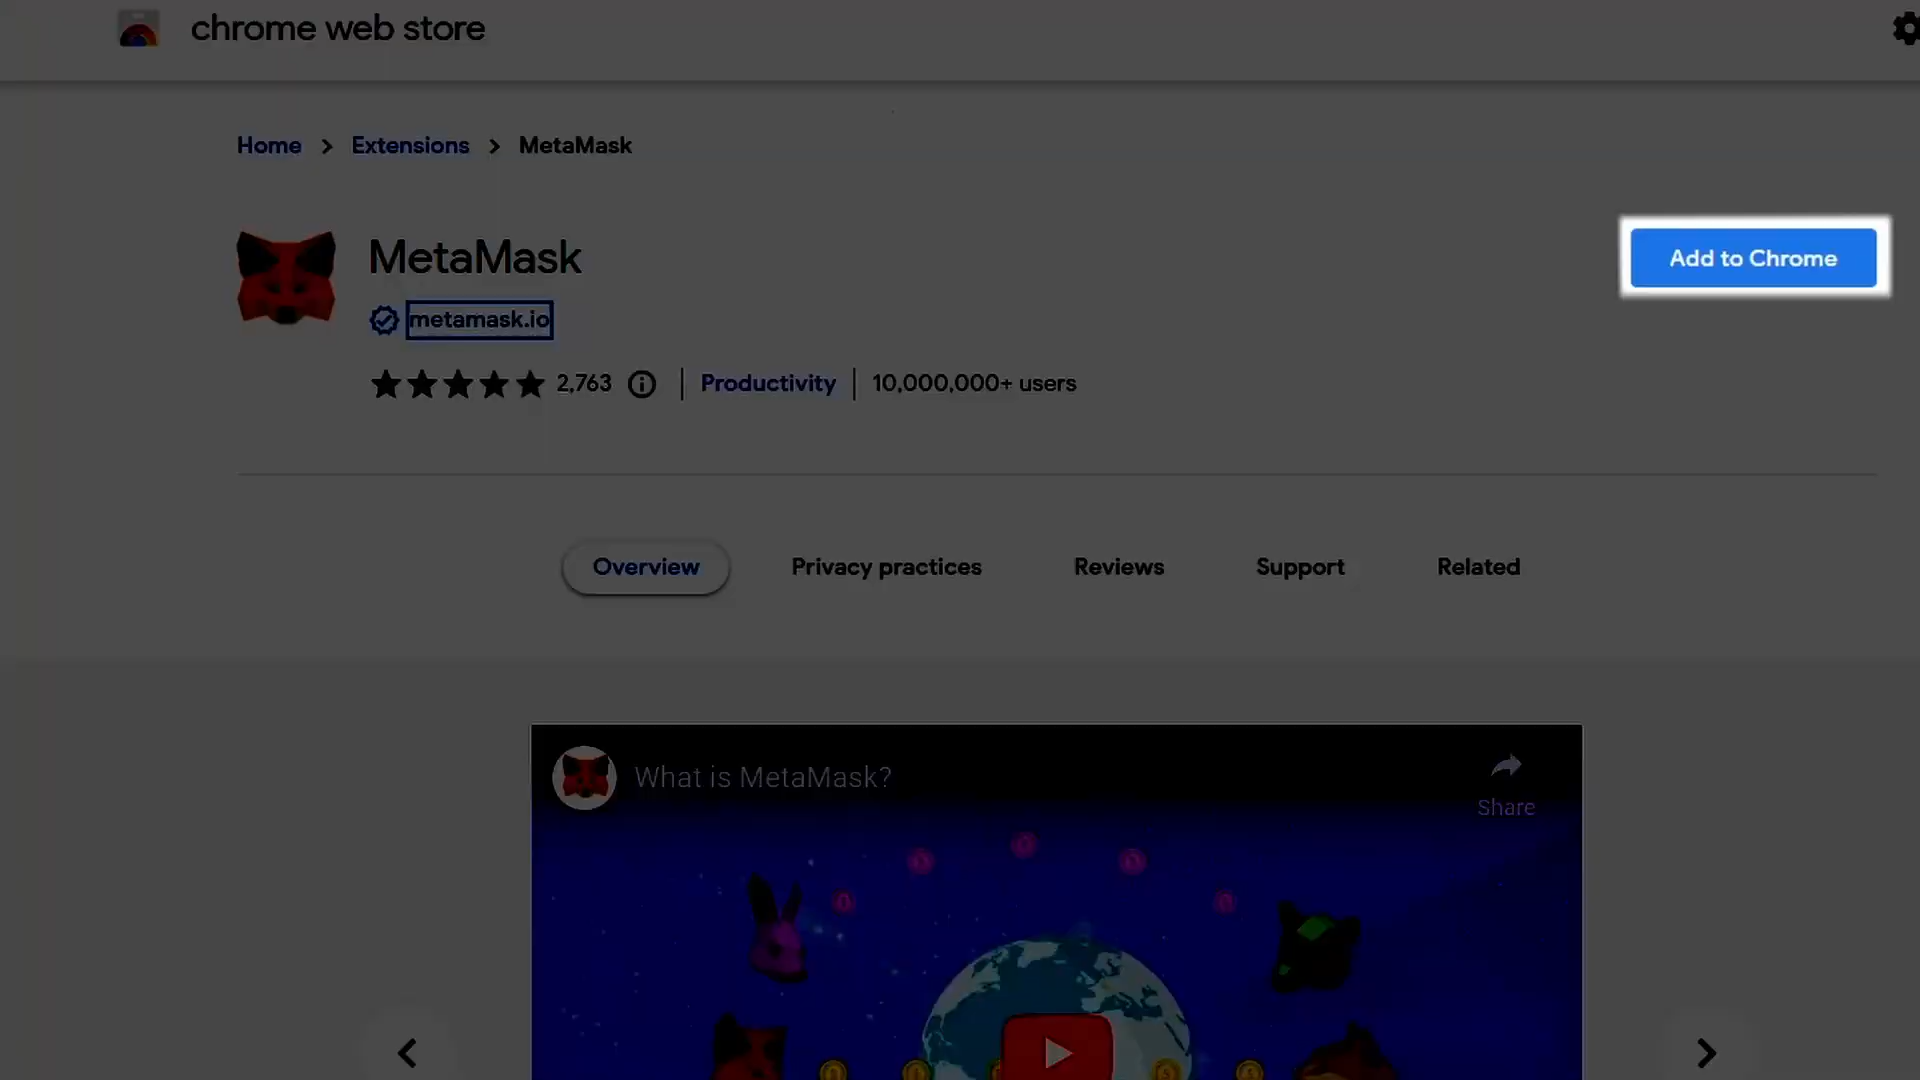 chrome web store
Home > Extensions > MetaMask
MetaMask
metamask.io
Add to Chrome
2,763 | Productivity | 10,000,000+ users
Overview Privacy practices Reviews Support Related
What is MetaMask?
Share